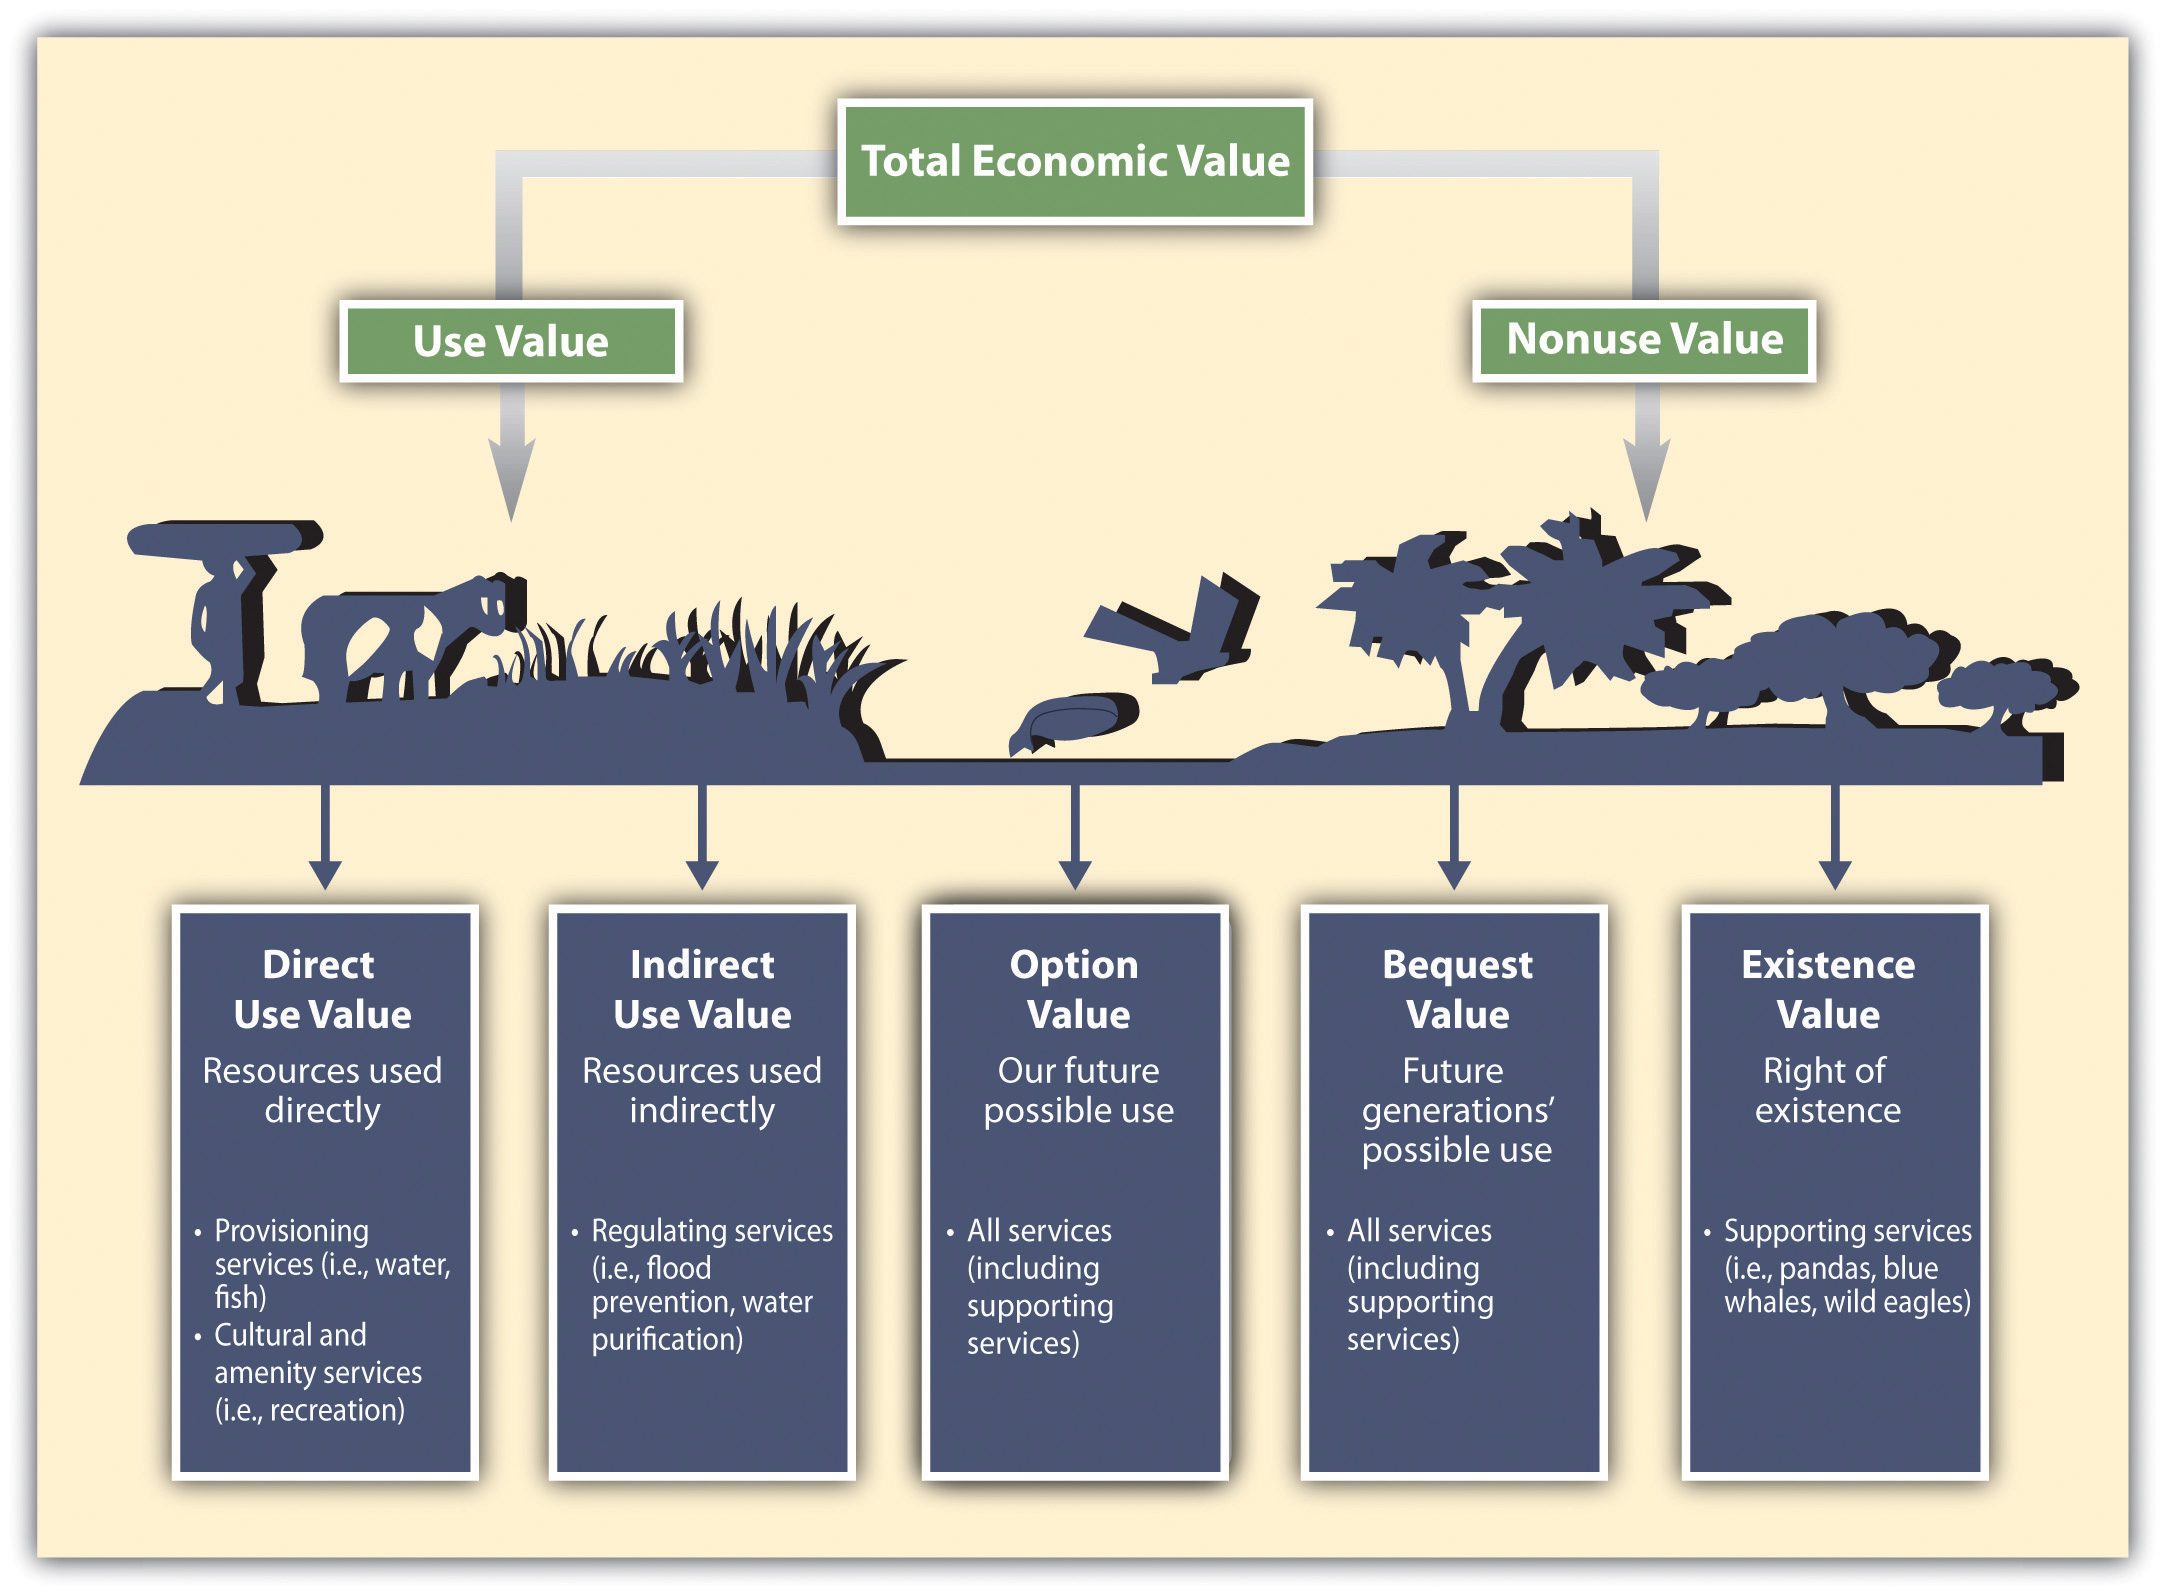 Total Economic Value
Use Value
Nonuse Value
Direct
Use Value
Resources used
directly
• Provisioning
services (i.e., water,
fish)
• Cultural and
amenity services
(i.e., recreation)
Indirect
Use Value
Resources used
indirectly
• Regulating services
(i.e., flood
prevention, water
purification)
Option
Value
Our future
possible use
• All services
(including
supporting
services)
Bequest
Value
Future
generations’
possible use
• All services
(including
supporting
services)
Existence
Value
Right of
existence
• Supporting services
(i.e., pandas, blue
whales, wild eagles)